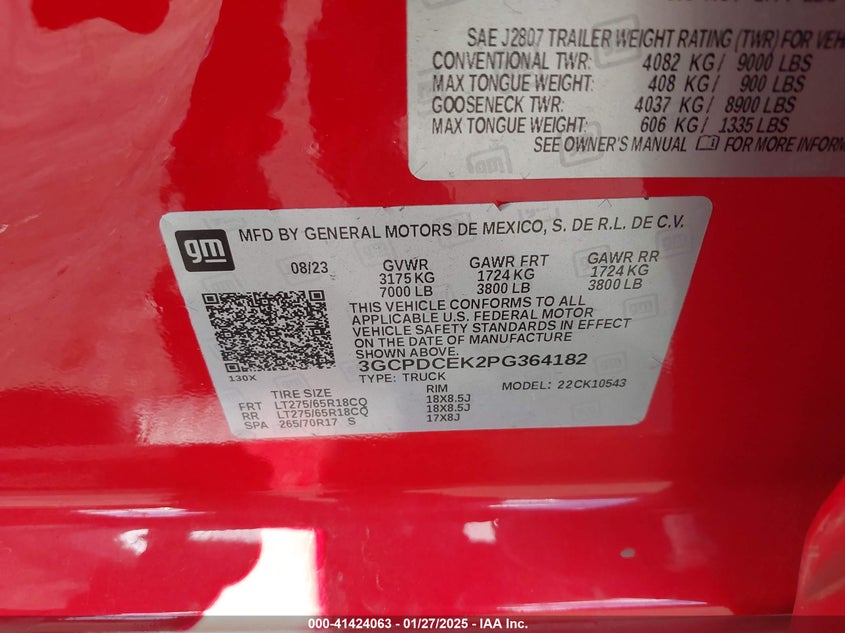 SAE J2807 TRAILER WEIGHT RATING (TWR) FOR VEH
CONVENTIONAL TWR: 4082 KG/ 9000 LBS
MAX TONGUE WEIGHT: 408 KG/ 900 LBS
GOOSENECK TWR: 4037 KG/ 8900 LBS
MAX TONGUE WEIGHT: 606 KG/ 1335 LBS
SEE OWNER'S MANUAL FOR MORE INFORM
gm
MFD BY GENERAL MOTORS DE MEXICO, S. DE R.L. DE C.V.
08/23 GVWR GAWR FRT GAWR RR
3175 KG 1724 KG 1724 KG
7000 LB 3800 LB 3800 LB
THIS VEHICLE CONFORMS TO ALL
APPLICABLE U.S. FEDERAL MOTOR
VEHICLE SAFETY STANDARDS IN EFFECT
ON THE DATE OF MANUFACTURE
SHOWN ABOVE.
3GCPDCEK2PG364182
130X
TYPE: TRUCK MODEL: 22CK10543
TIRE SIZE RIM
FRT LT275/65R18CQ 18X8.5J
RR LT275/65R18CQ 18X8.5J
SPA 265/70R17 S 17X8J
000-41424063 - 01/27/2025 - IAA Inc.